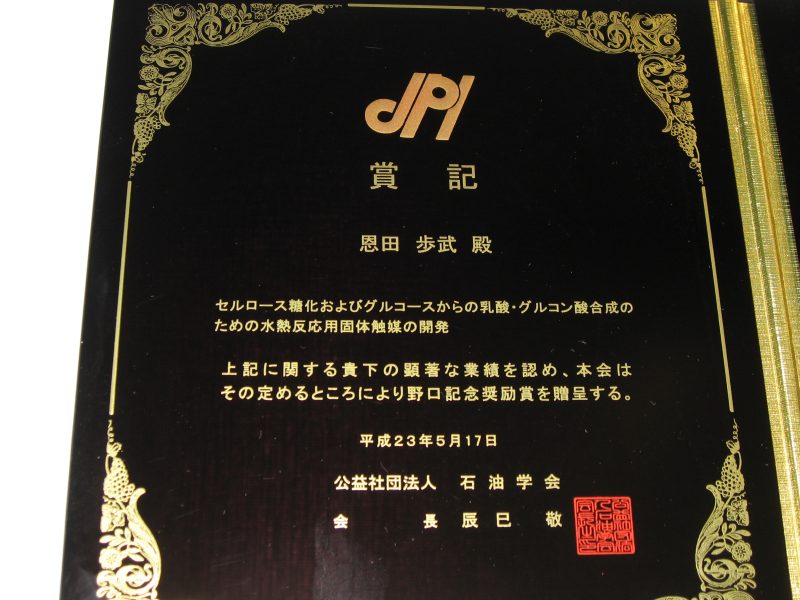 JPI
賞 記
恩田 歩武 殿
セルロース糖化およびグルコースからの乳酸・グルコン酸合成の
ための水熱反応用固体触媒の開発
上記に関する貴下の顕著な業績を認め、本会は
その定めるところにより野口記念奨励賞を贈呈する。
平成23年5月17日
公益社団法人 石油学会
会 長 辰巳 敬